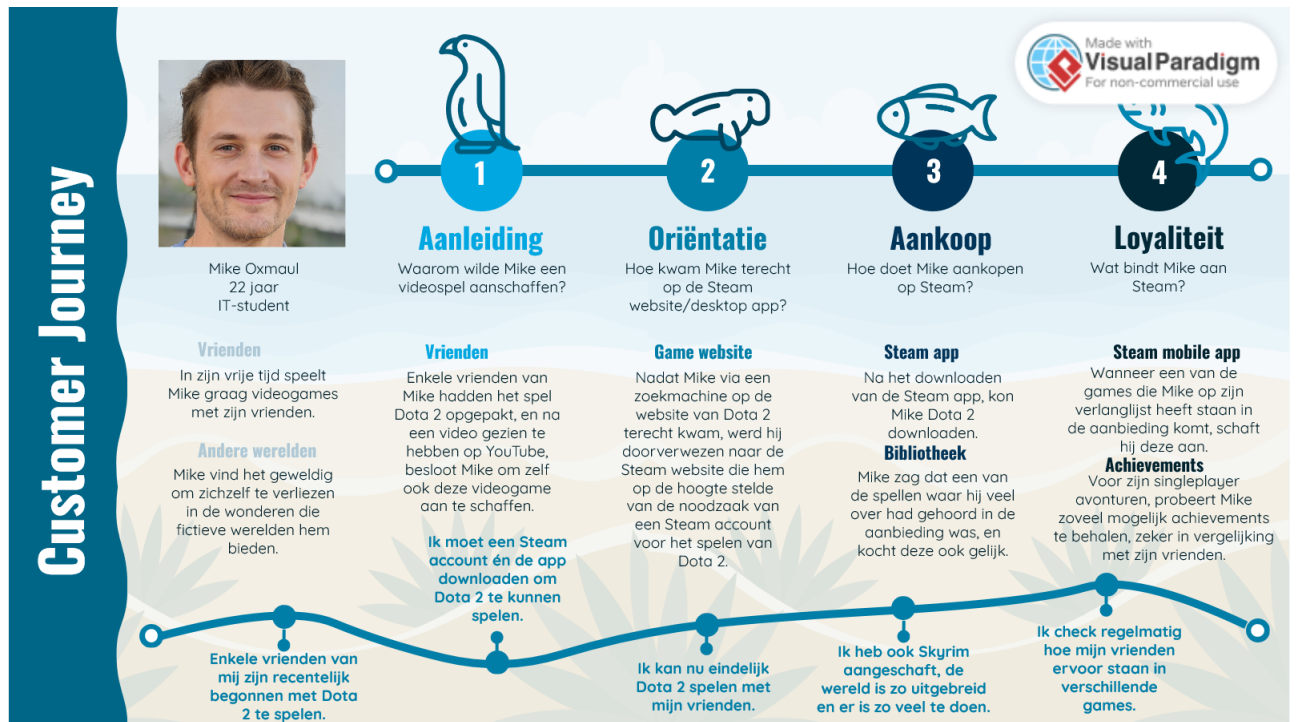 Customer Journey
Made with
Visual Paradigm
For non-commercial use
Mike Oxmaul
22 jaar
IT-student
Vrienden
In zijn vrije tijd speelt
Mike graag videogames
met zijn vrienden.
Andere werelden
Mike vind het geweldig
om zichzelf te verliezen
in de wonderen die
fictieve werelden hem
bieden.
1
Aanleiding
Waarom wilde Mike een
videospel aanschaffen?
Vrienden
Enkele vrienden van
Mike hadden het spel
Dota 2 opgepakt, en na
een video gezien te
hebben op YouTube,
besloot Mike om zelf
ook deze videogame
aan te schaffen.
2
Oriëntatie
Hoe kwam Mike terecht
op de Steam
website/desktop app?
Game website
Nadat Mike via een
zoekmachine op de
website van Dota 2
terecht kwam, werd hij
doorverwezen naar de
Steam website die hem
op de hoogte stelde
van de noodzaak van
een Steam account
voor het spelen van
Dota 2.
3
Aankoop
Hoe doet Mike aankopen
op Steam?
Steam app
Na het downloaden
van de Steam app, kon
Mike Dota 2
downloaden.
Bibliotheek
Mike zag dat een van
de spellen waar hij veel
over had gehoord in de
aanbieding was, en
kocht deze ook gelijk.
4
Loyaliteit
Wat bindt Mike aan
Steam?
Steam mobile app
Wanneer een van de
games die Mike op zijn
verlanglijst heeft staan in
de aanbieding komt, schaft
hij deze aan.
Achievements
Voor zijn singleplayer
avonturen, probeert Mike
zoveel mogelijk achievements
te behalen, zeker in vergelijking
met zijn vrienden.
Enkele vrienden van
mij zijn recentelijk
begonnen met Dota
2 te spelen.
Ik moet een Steam
account én de app
downloaden om
Dota 2 te kunnen
spelen.
Ik kan nu eindelijk
Dota 2 spelen met
mijn vrienden.
Ik heb ook Skyrim
aangeschaft, de
wereld is zo uitgebreid
en er is zo veel te doen.
Ik check regelmatig
hoe mijn vrienden
ervoor staan in
verschillende
games.